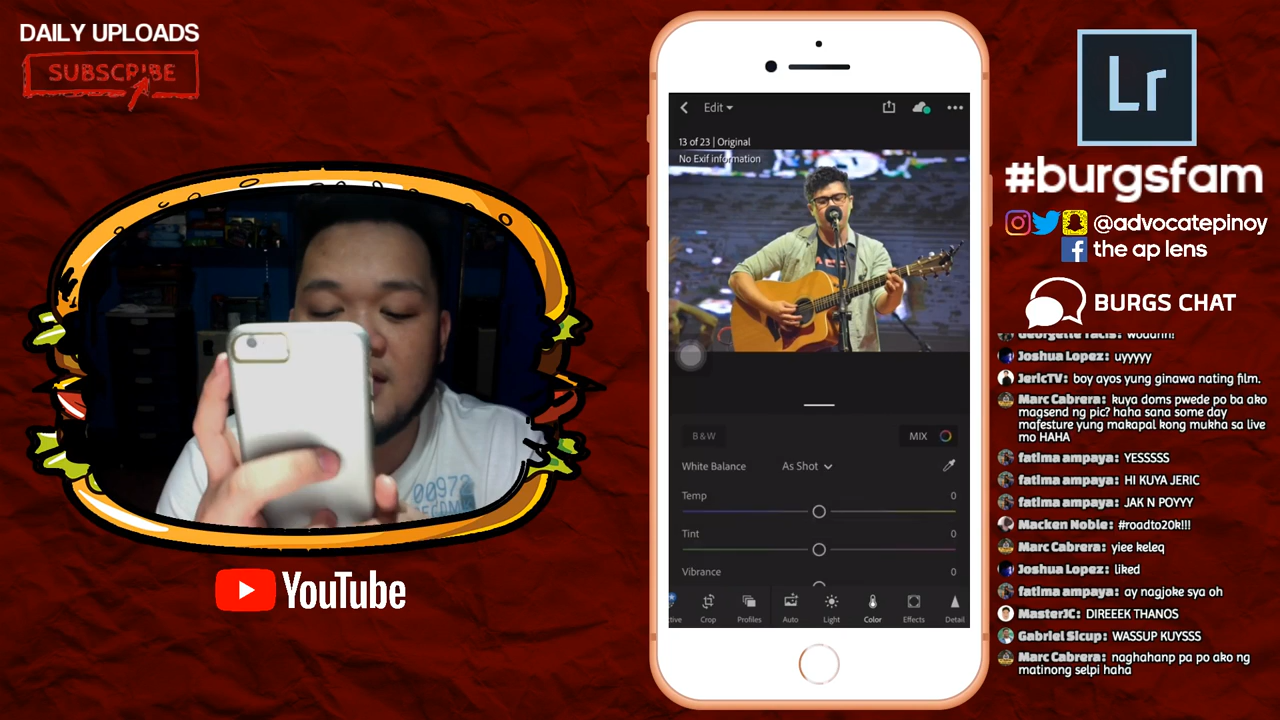 DAILY UPLOADS
SUBSCRIBE
YouTube
Edit
13 of 23 | Original
No Exif information
B&W
MIX
White Balance
As Shot
Temp
0
Tint
0
Vibrance
0
Crop
Profiles
Auto
Light
Color
Effects
Detail
Lr
#burgsfam
@advocatepinoy
the ap lens
BURGS CHAT
Joshua Lopez: uyyyyy
JericTV: boy ayos yung ginawa nating film.
Marc Cabrera: kuya doms pwede po ba ako
magsend ng pic? haha sana some day
mafesture yung makapal kong mukha sa live
mo HAHA
fatima ampaya: YESSSSS
fatima ampaya: HI KUYA JERIC
fatima ampaya: JAK N POYYY
Macken Noble: #roadto20k!!!
Marc Cabrera: yiee keleq
Joshua Lopez: liked
fatima ampaya: ay nagjoke sya oh
MasterJC: DIREEEK THANOS
Gabriel Sicup: WASSUP KUYSSS
Marc Cabrera: naghahanp pa po ako ng
matinong selpi haha